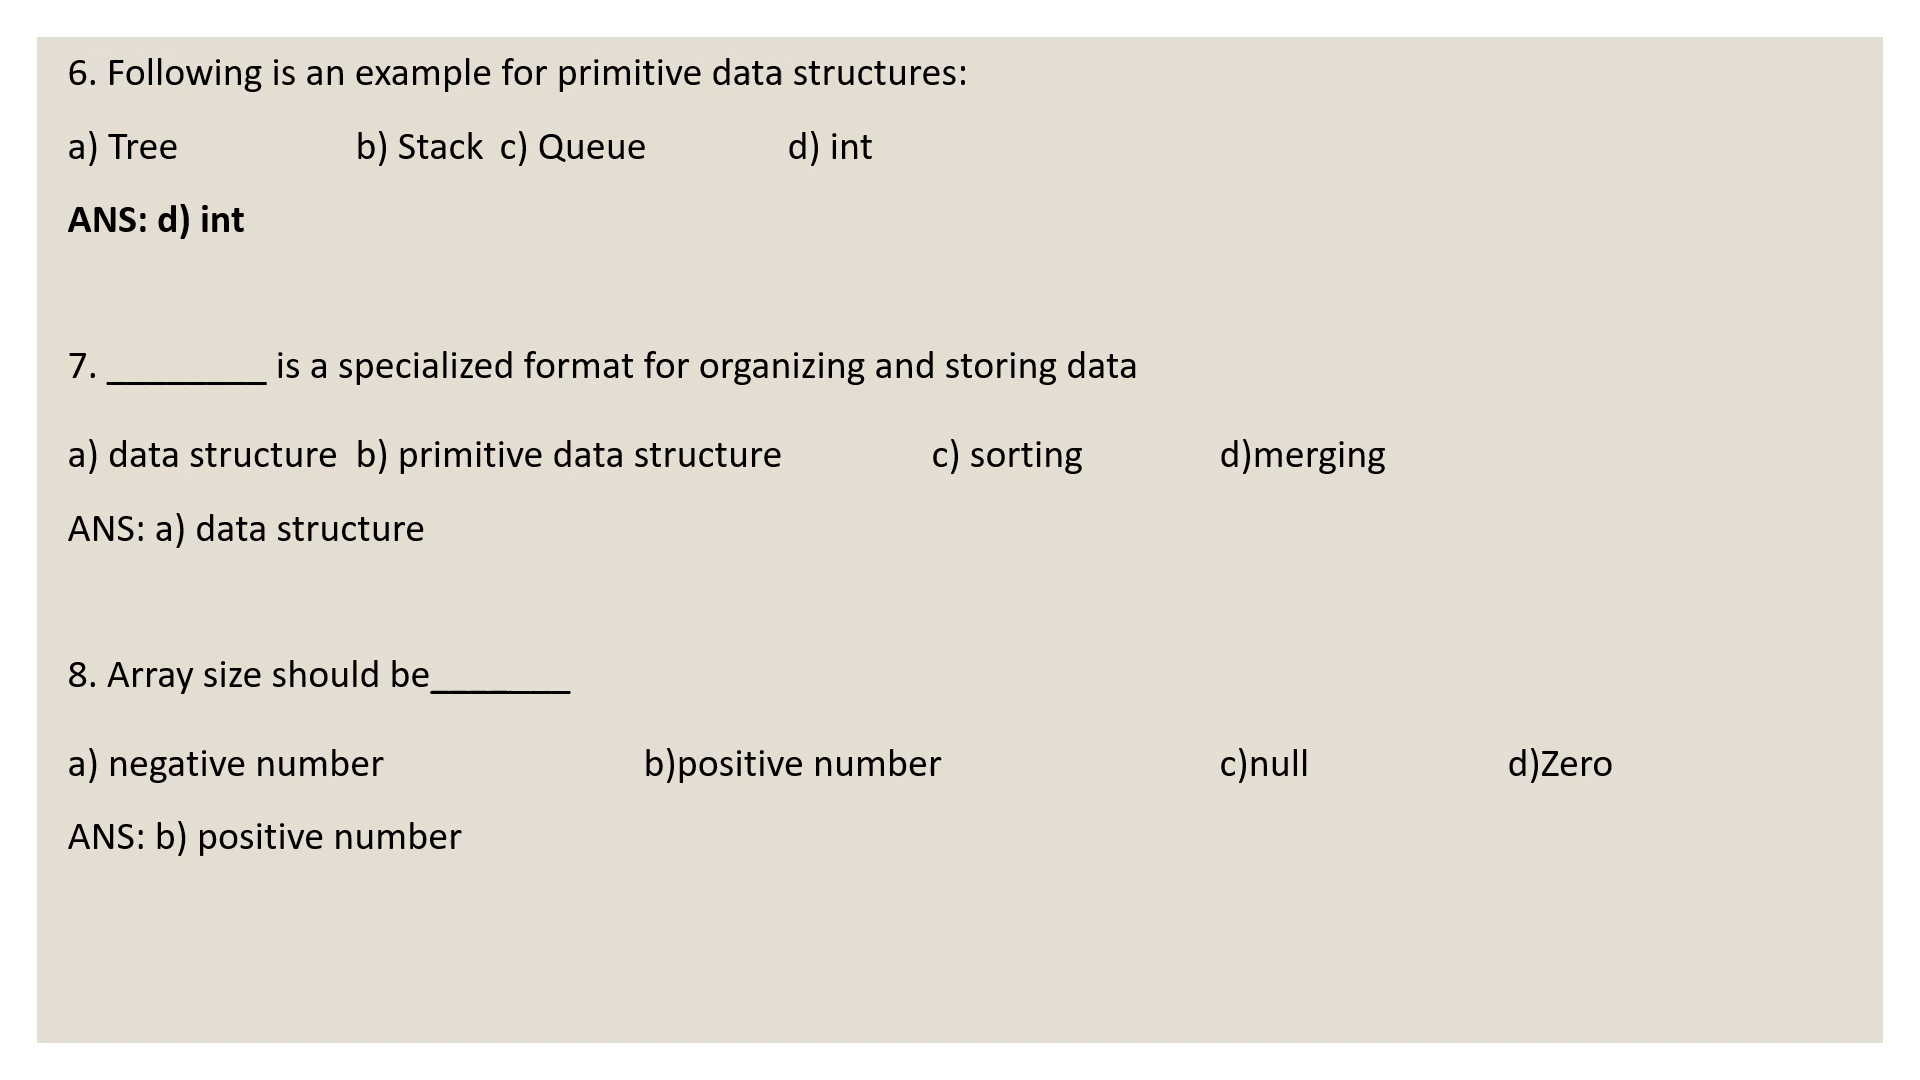 6. Following is an example for primitive data structures:
a) Tree b) Stack c) Queue d) int
ANS: d) int
7. ________ is a specialized format for organizing and storing data
a) data structure b) primitive data structure c) sorting d)merging
ANS: a) data structure
8. Array size should be_______
a) negative number b)positive number c)null d)Zero
ANS: b) positive number